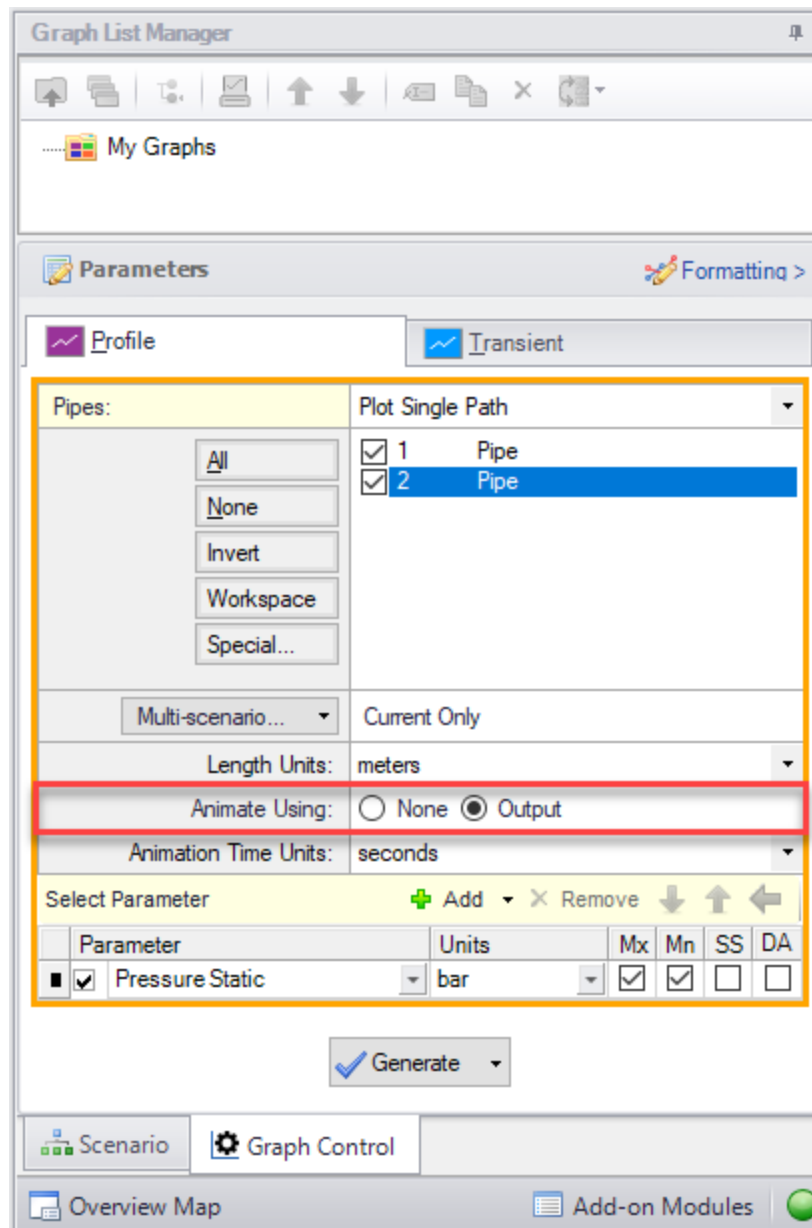 Graph List Manager
My Graphs
Parameters
Formatting >
Profile
Transient
Pipes:
Plot Single Path
All
None
Invert
Workspace
Special...
1 Pipe
2 Pipe
Multi-scenario...
Current Only
Length Units:
meters
Animate Using:
None
Output
Animation Time Units:
seconds
Select Parameter
Add
Remove
Parameter Units Mx Mn SS DA
Pressure Static bar
Generate
Scenario
Graph Control
Overview Map
Add-on Modules